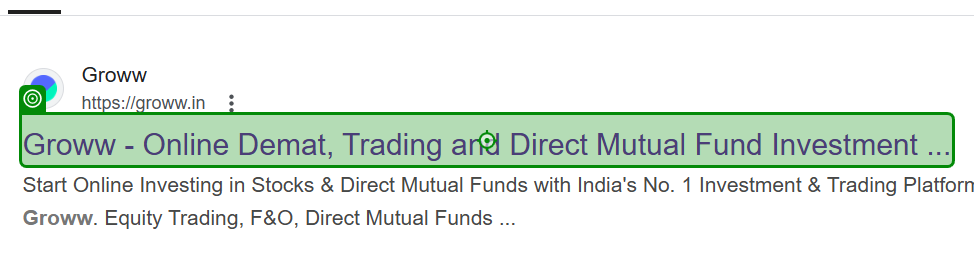 Groww
https://groww.in
Groww - Online Demat, Trading and Direct Mutual Fund Investment ...
Start Online Investing in Stocks & Direct Mutual Funds with India's No. 1 Investment & Trading Platform
Groww. Equity Trading, F&O, Direct Mutual Funds ...